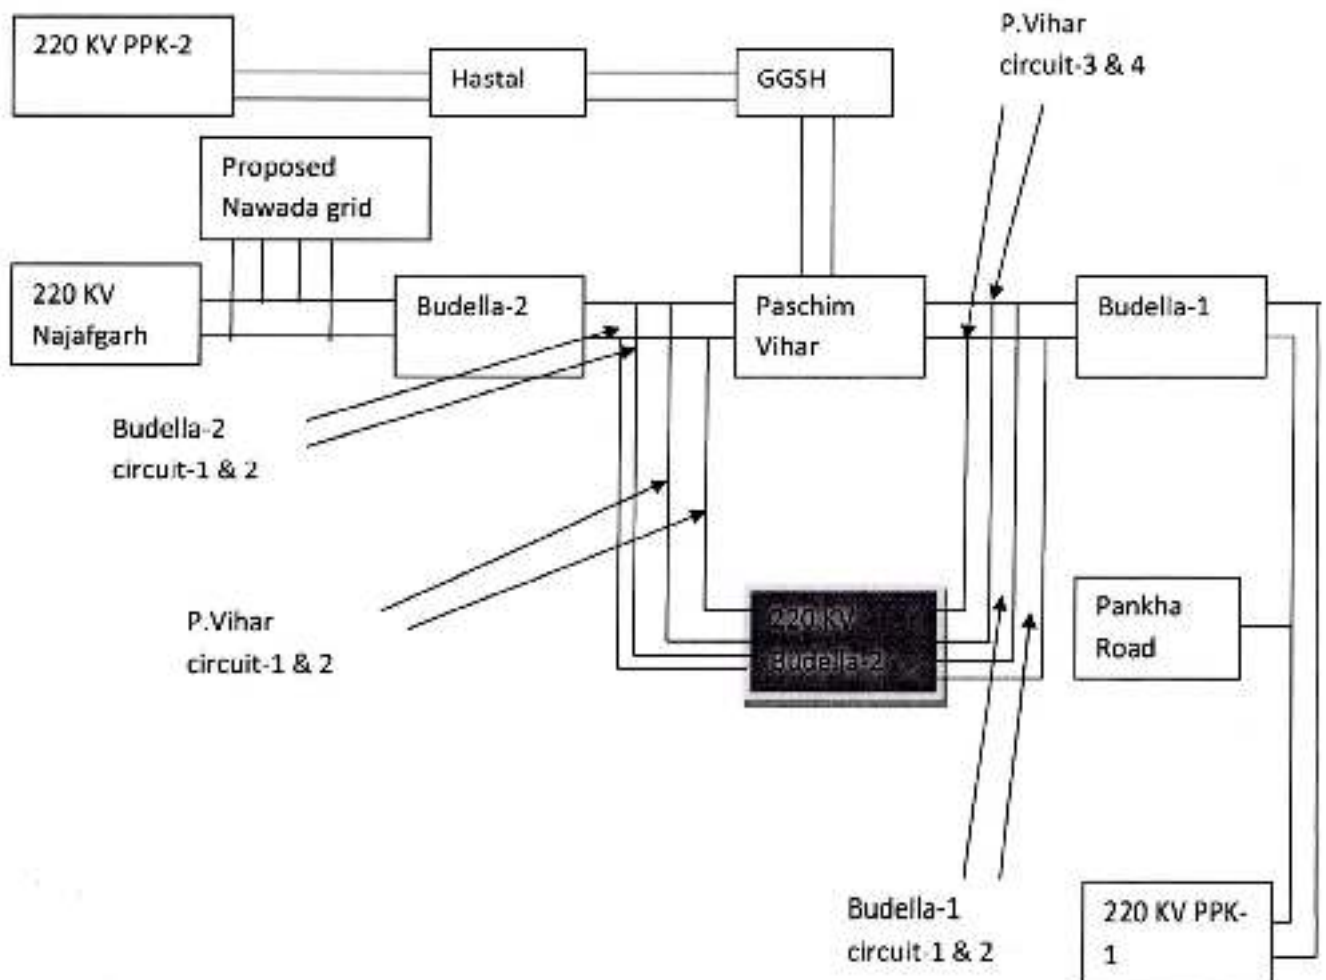 P.Vihar
circuit-3 & 4
220 KV PPK-2
Hastal
GGSH
Proposed
Nawada grid
220 KV
Najafgarh
Budella-2
Paschim
Vihar
Budella-1
Budella-2
circuit-1 & 2
P.Vihar
circuit-1 & 2
220 KV
Budella-2
Pankha
Road
Budella-1
circuit-1 & 2
220 KV PPK-
1